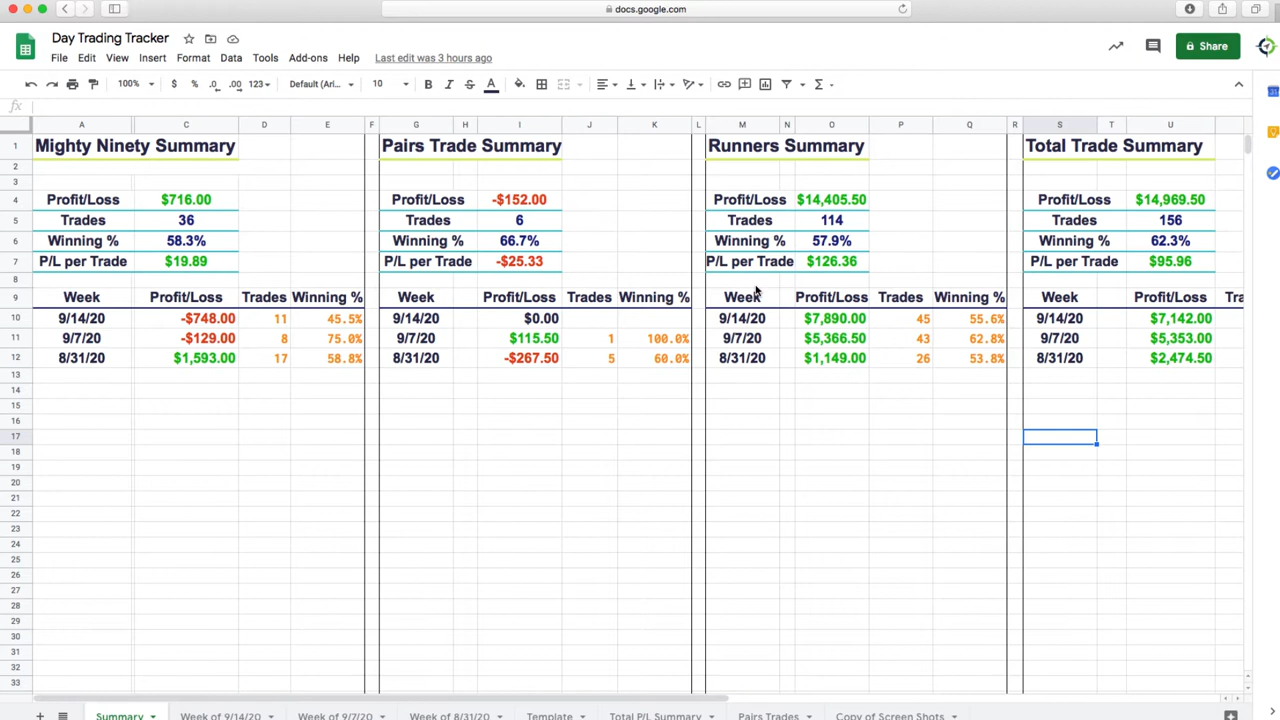 docs.google.com
Day Trading Tracker
File Edit View Insert Format Data Tools Add-ons Help Last edit was 3 hours ago
Share
100% $ % .0 .00 123 Default (Ari... 10 B I S A
fx
A C D E F G H I J K L M N O P Q R S T U
1 Mighty Ninety Summary Pairs Trade Summary Runners Summary Total Trade Summary
2
3
4 Profit/Loss $716.00 Profit/Loss -$152.00 Profit/Loss $14,405.50 Profit/Loss $14,969.50
5 Trades 36 Trades 6 Trades 114 Trades 156
6 Winning % 58.3% Winning % 66.7% Winning % 57.9% Winning % 62.3%
7 P/L per Trade $19.89 P/L per Trade -$25.33 P/L per Trade $126.36 P/L per Trade $95.96
8
9 Week Profit/Loss Trades Winning % Week Profit/Loss Trades Winning % Week Profit/Loss Trades Winning % Week Profit/Loss Tra
10 9/14/20 -$748.00 11 45.5% 9/14/20 $0.00 9/14/20 $7,890.00 45 55.6% 9/14/20 $7,142.00
11 9/7/20 -$129.00 8 75.0% 9/7/20 $115.50 1 100.0% 9/7/20 $5,366.50 43 62.8% 9/7/20 $5,353.00
12 8/31/20 $1,593.00 17 58.8% 8/31/20 -$267.50 5 60.0% 8/31/20 $1,149.00 26 53.8% 8/31/20 $2,474.50
13
14
15
16
17
18
19
20
21
22
23
24
25
26
27
28
29
30
31
32
33
Summary Week of 9/14/20 Week of 9/7/20 Week of 8/31/20 Template Total P/L Summary Pairs Trades Copy of Screen Shots